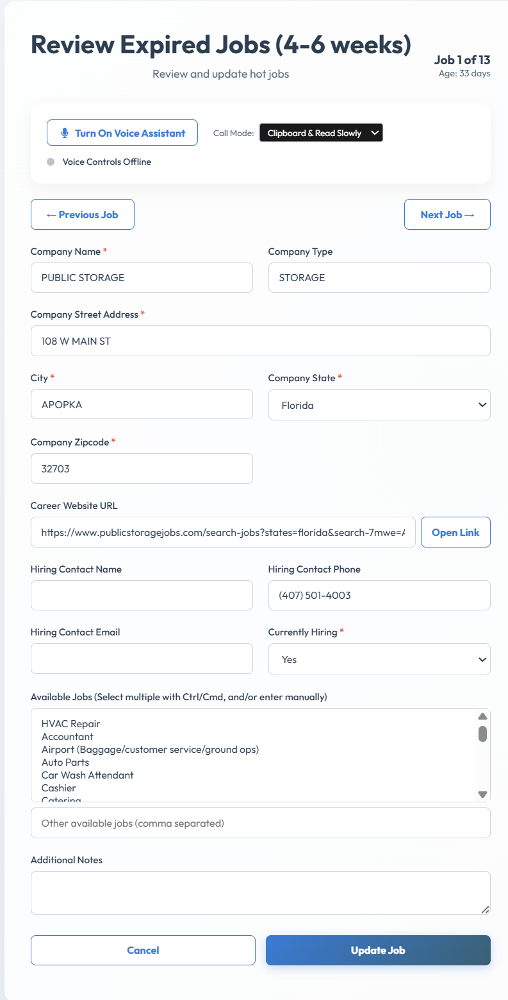 Review Expired Jobs (4-6 weeks)
Review and update hot jobs
Job 1 of 13
Age: 33 days
Turn On Voice Assistant
Call Mode: Clipboard & Read Slowly
Voice Controls Offline
← Previous Job
Next Job →
Company Name *
Company Type
PUBLIC STORAGE
STORAGE
Company Street Address *
108 W MAIN ST
City *
Company State *
APOPKA
Florida
Company Zipcode *
32703
Career Website URL
https://www.publicstoragejobs.com/search-jobs?states=florida&search-7mwe=A
Open Link
Hiring Contact Name
Hiring Contact Phone
(407) 501-4003
Hiring Contact Email
Currently Hiring *
Yes
Available Jobs (Select multiple with Ctrl/Cmd, and/or enter manually)
HVAC Repair
Accountant
Airport (Baggage/customer service/ground ops)
Auto Parts
Car Wash Attendant
Cashier
Catering
Other available jobs (comma separated)
Additional Notes
Cancel
Update Job